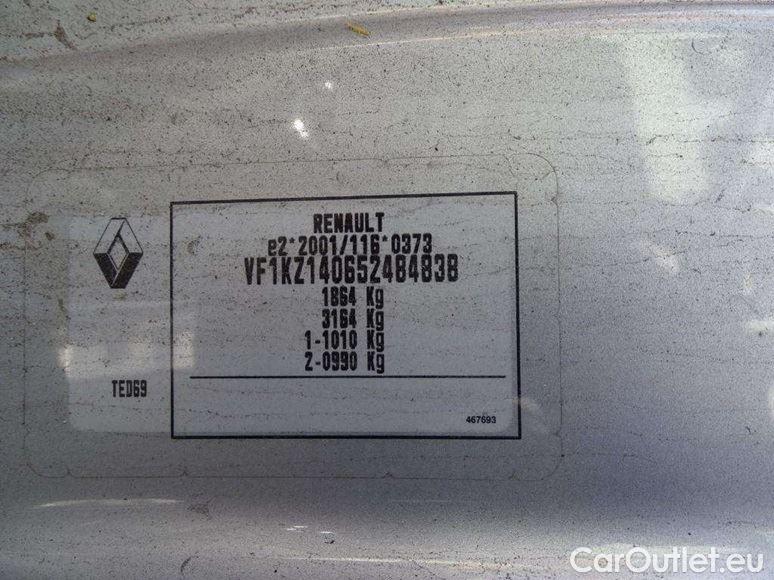 RENAULT
e2*2001/116*0373
VF1KZ140652484838
1864 Kg
3164 Kg
1-1010 Kg
2-0990 Kg
TED69
467693
CarOutlet.eu